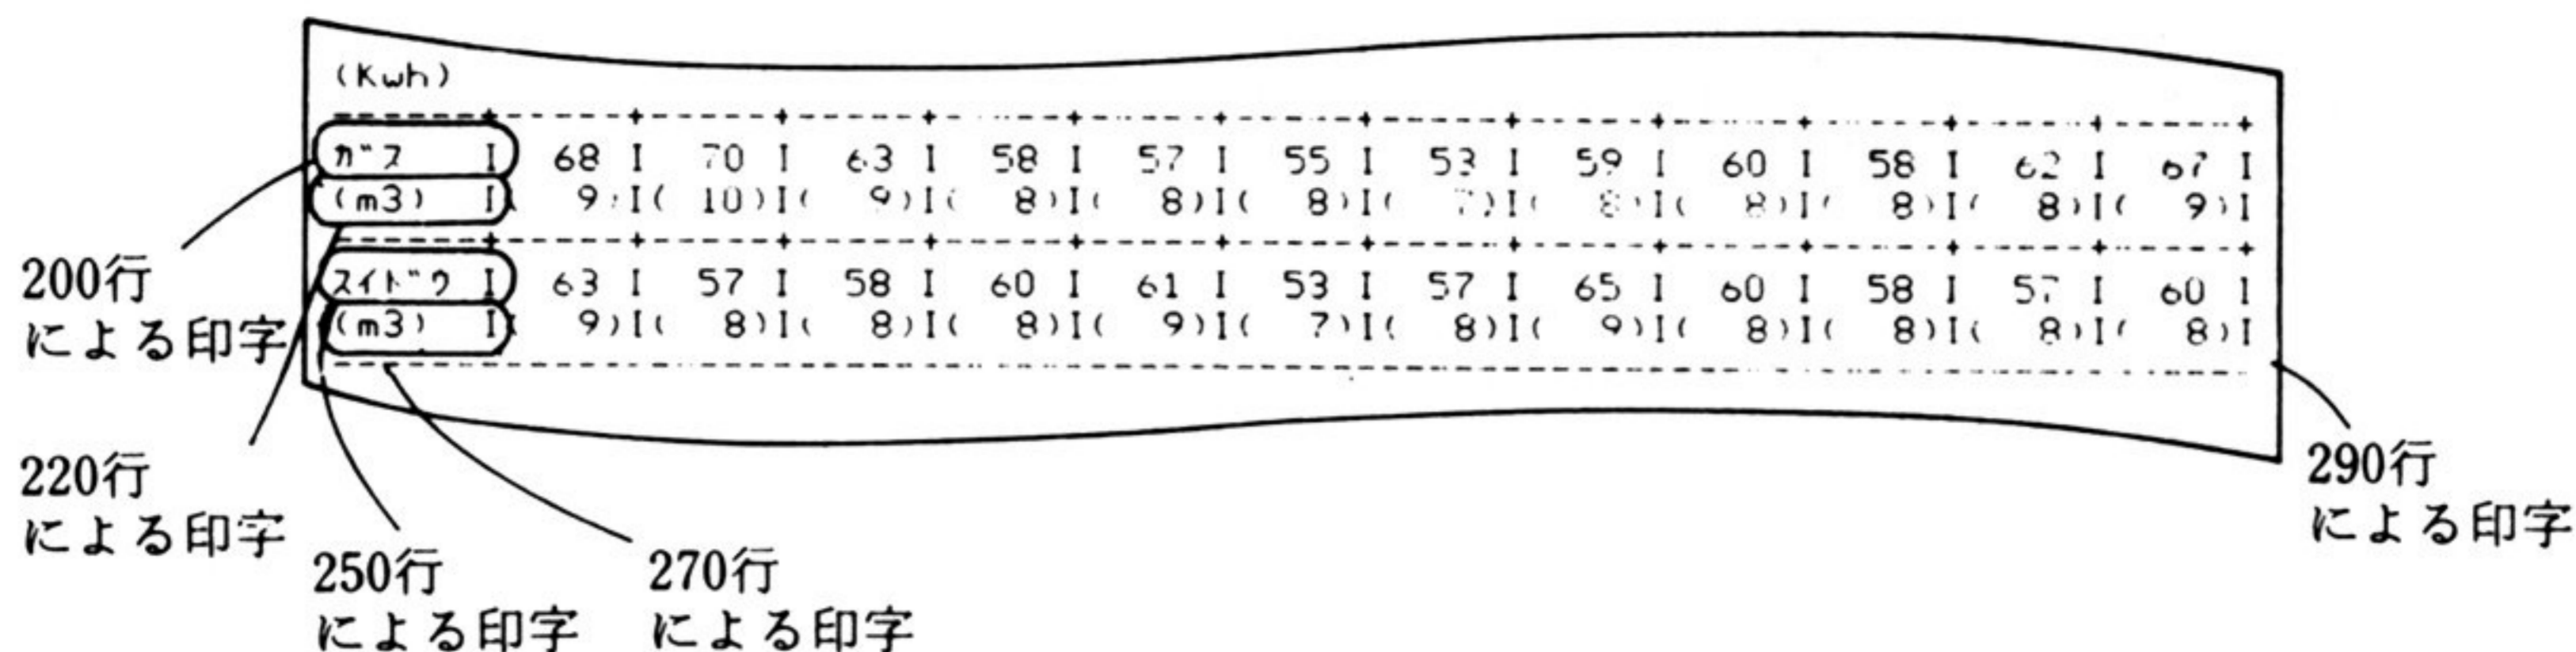 (Kwh)
--------+-------+-------+-------+-------+-------+-------+-------+-------+-------+-------+-------+-------+
ガス I 68 I 70 I 63 I 58 I 57 I 55 I 53 I 59 I 60 I 58 I 62 I 67 I
(m3) I( 9)I( 10)I( 9)I( 8)I( 8)I( 8)I( 7)I( 8)I( 8)I( 8)I( 8)I( 9)I
--------+-------+-------+-------+-------+-------+-------+-------+-------+-------+-------+-------+-------+
スイドウ I 63 I 57 I 58 I 60 I 61 I 53 I 57 I 65 I 60 I 58 I 57 I 60 I
(m3) I( 9)I( 8)I( 8)I( 8)I( 9)I( 7)I( 8)I( 9)I( 8)I( 8)I( 8)I( 8)I
200行
による印字
220行
による印字
250行
による印字
270行
による印字
290行
による印字